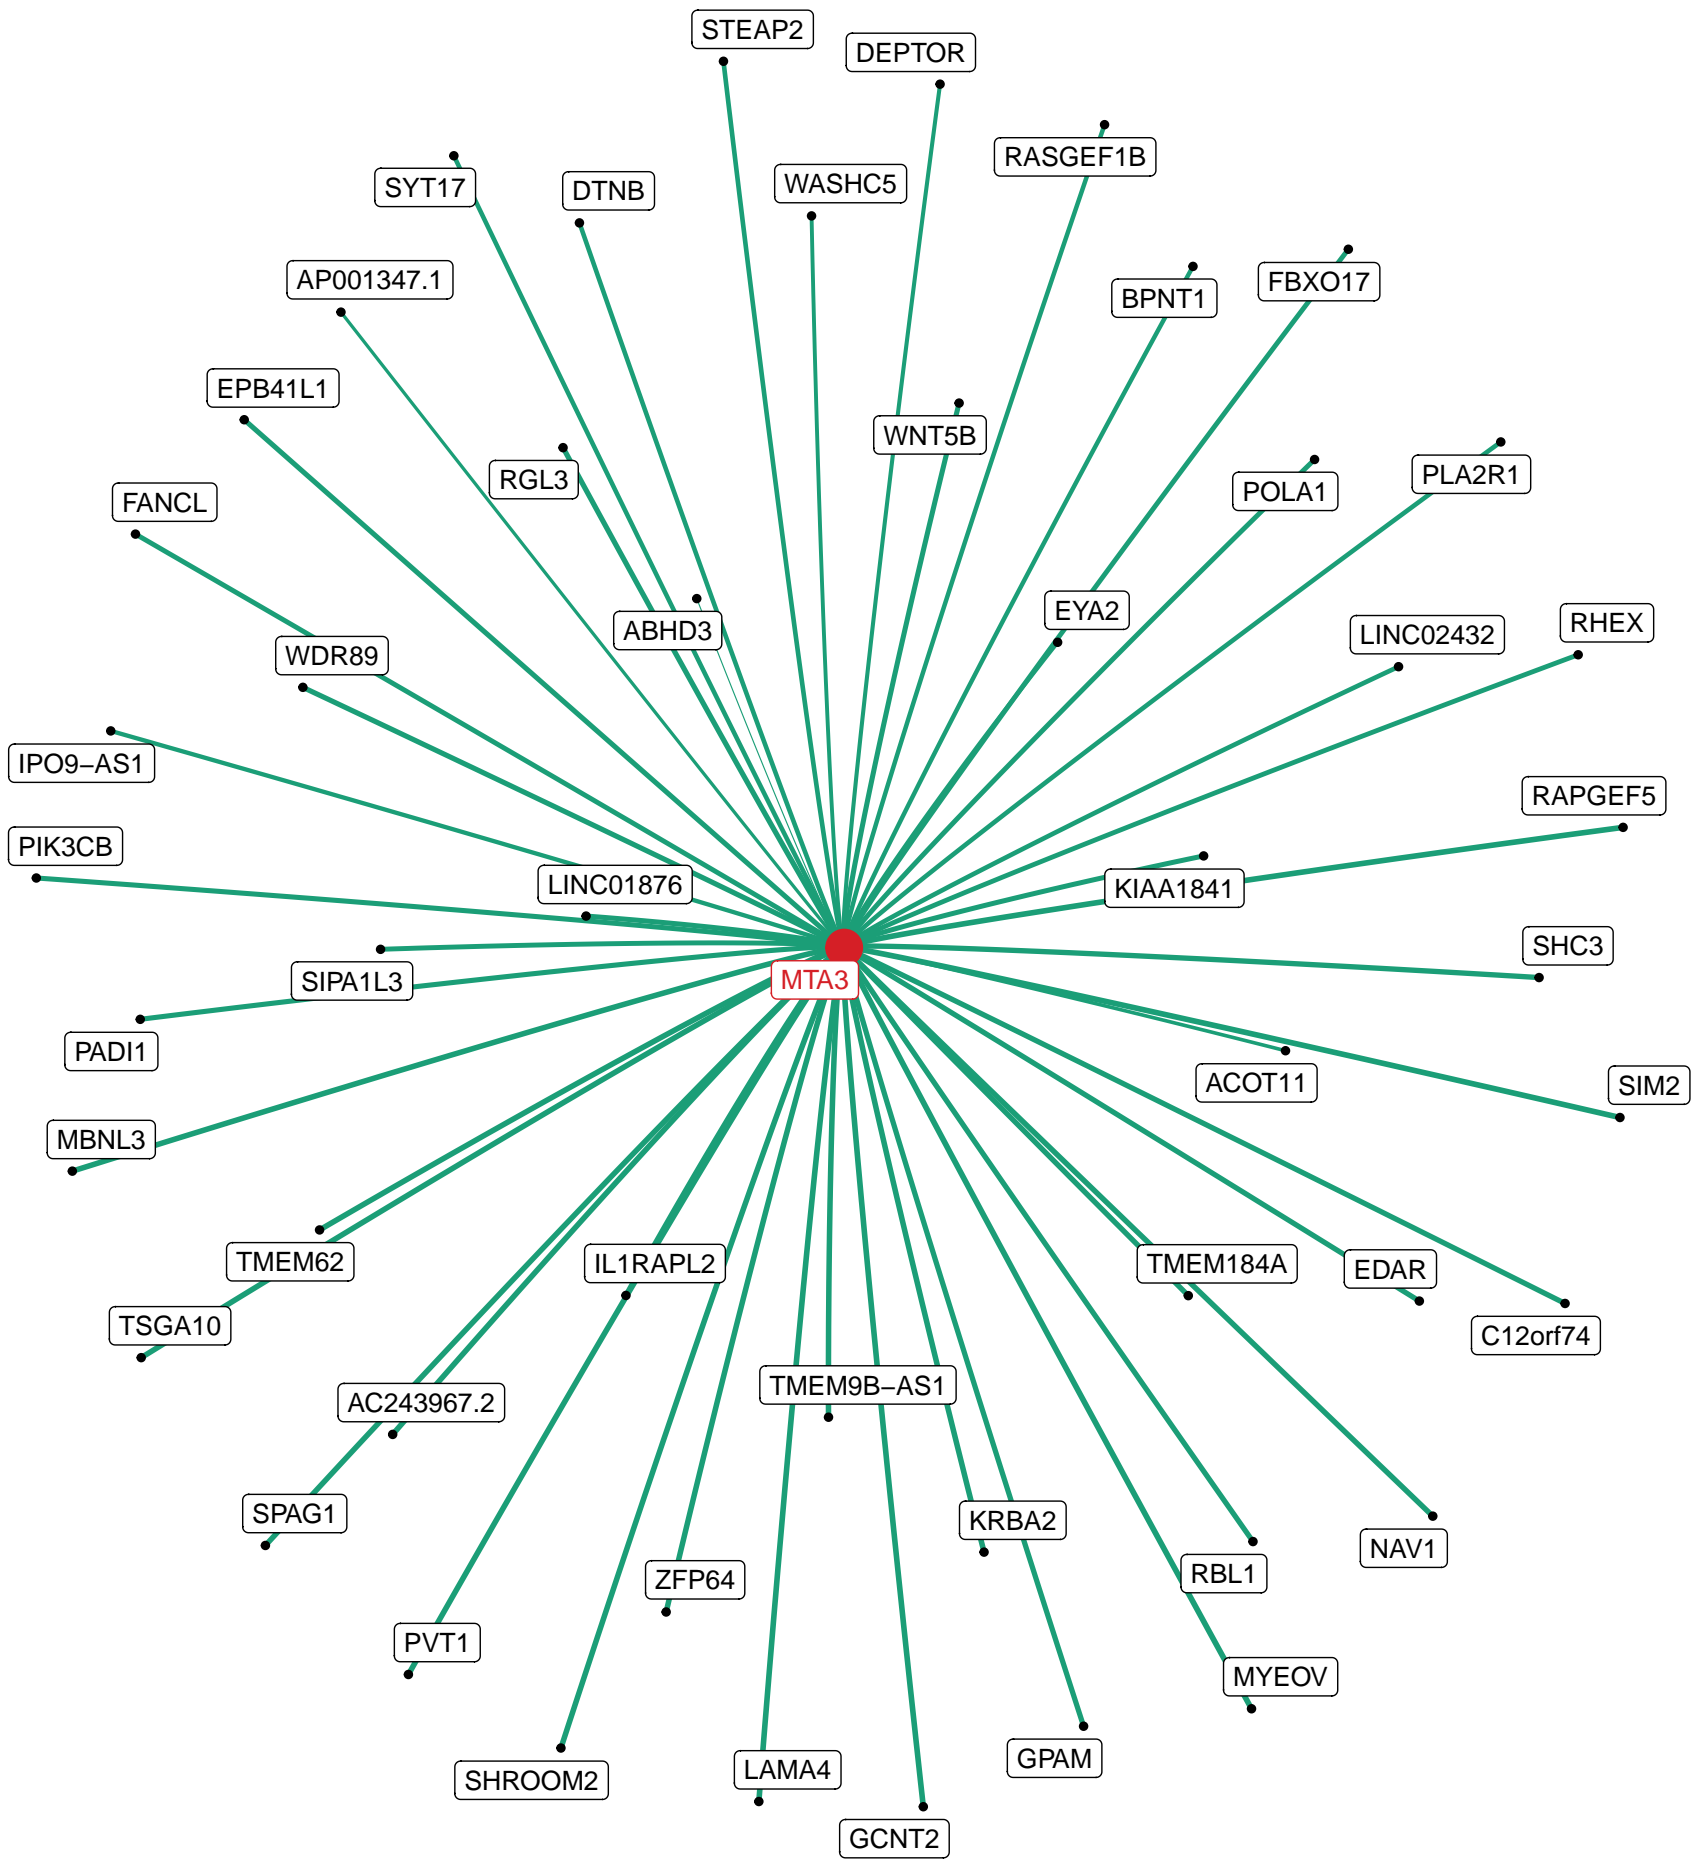 STEAP2
DEPTOR
RASGEF1B
SYT17
DTNB
WASHC5
AP001347.1
BPNT1
FBXO17
EPB41L1
WNT5B
RGL3
POLA1
PLA2R1
FANCL
EYA2
ABHD3
LINC02432
RHEX
WDR89
IPO9−AS1
RAPGEF5
PIK3CB
LINC01876
KIAA1841
SHC3
SIPA1L3
MTA3
PADI1
ACOT11
SIM2
MBNL3
TMEM62
IL1RAPL2
TMEM184A
EDAR
TSGA10
C12orf74
TMEM9B−AS1
AC243967.2
SPAG1
KRBA2
NAV1
RBL1
ZFP64
PVT1
MYEOV
GPAM
LAMA4
SHROOM2
GCNT2